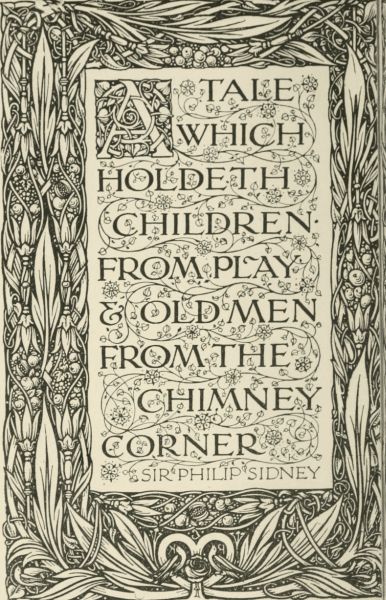 A TALE
WHICH
HOLDETH
CHILDREN
FROM PLAY
& OLD MEN
FROM THE
CHIMNEY
CORNER
SIR PHILIP SIDNEY